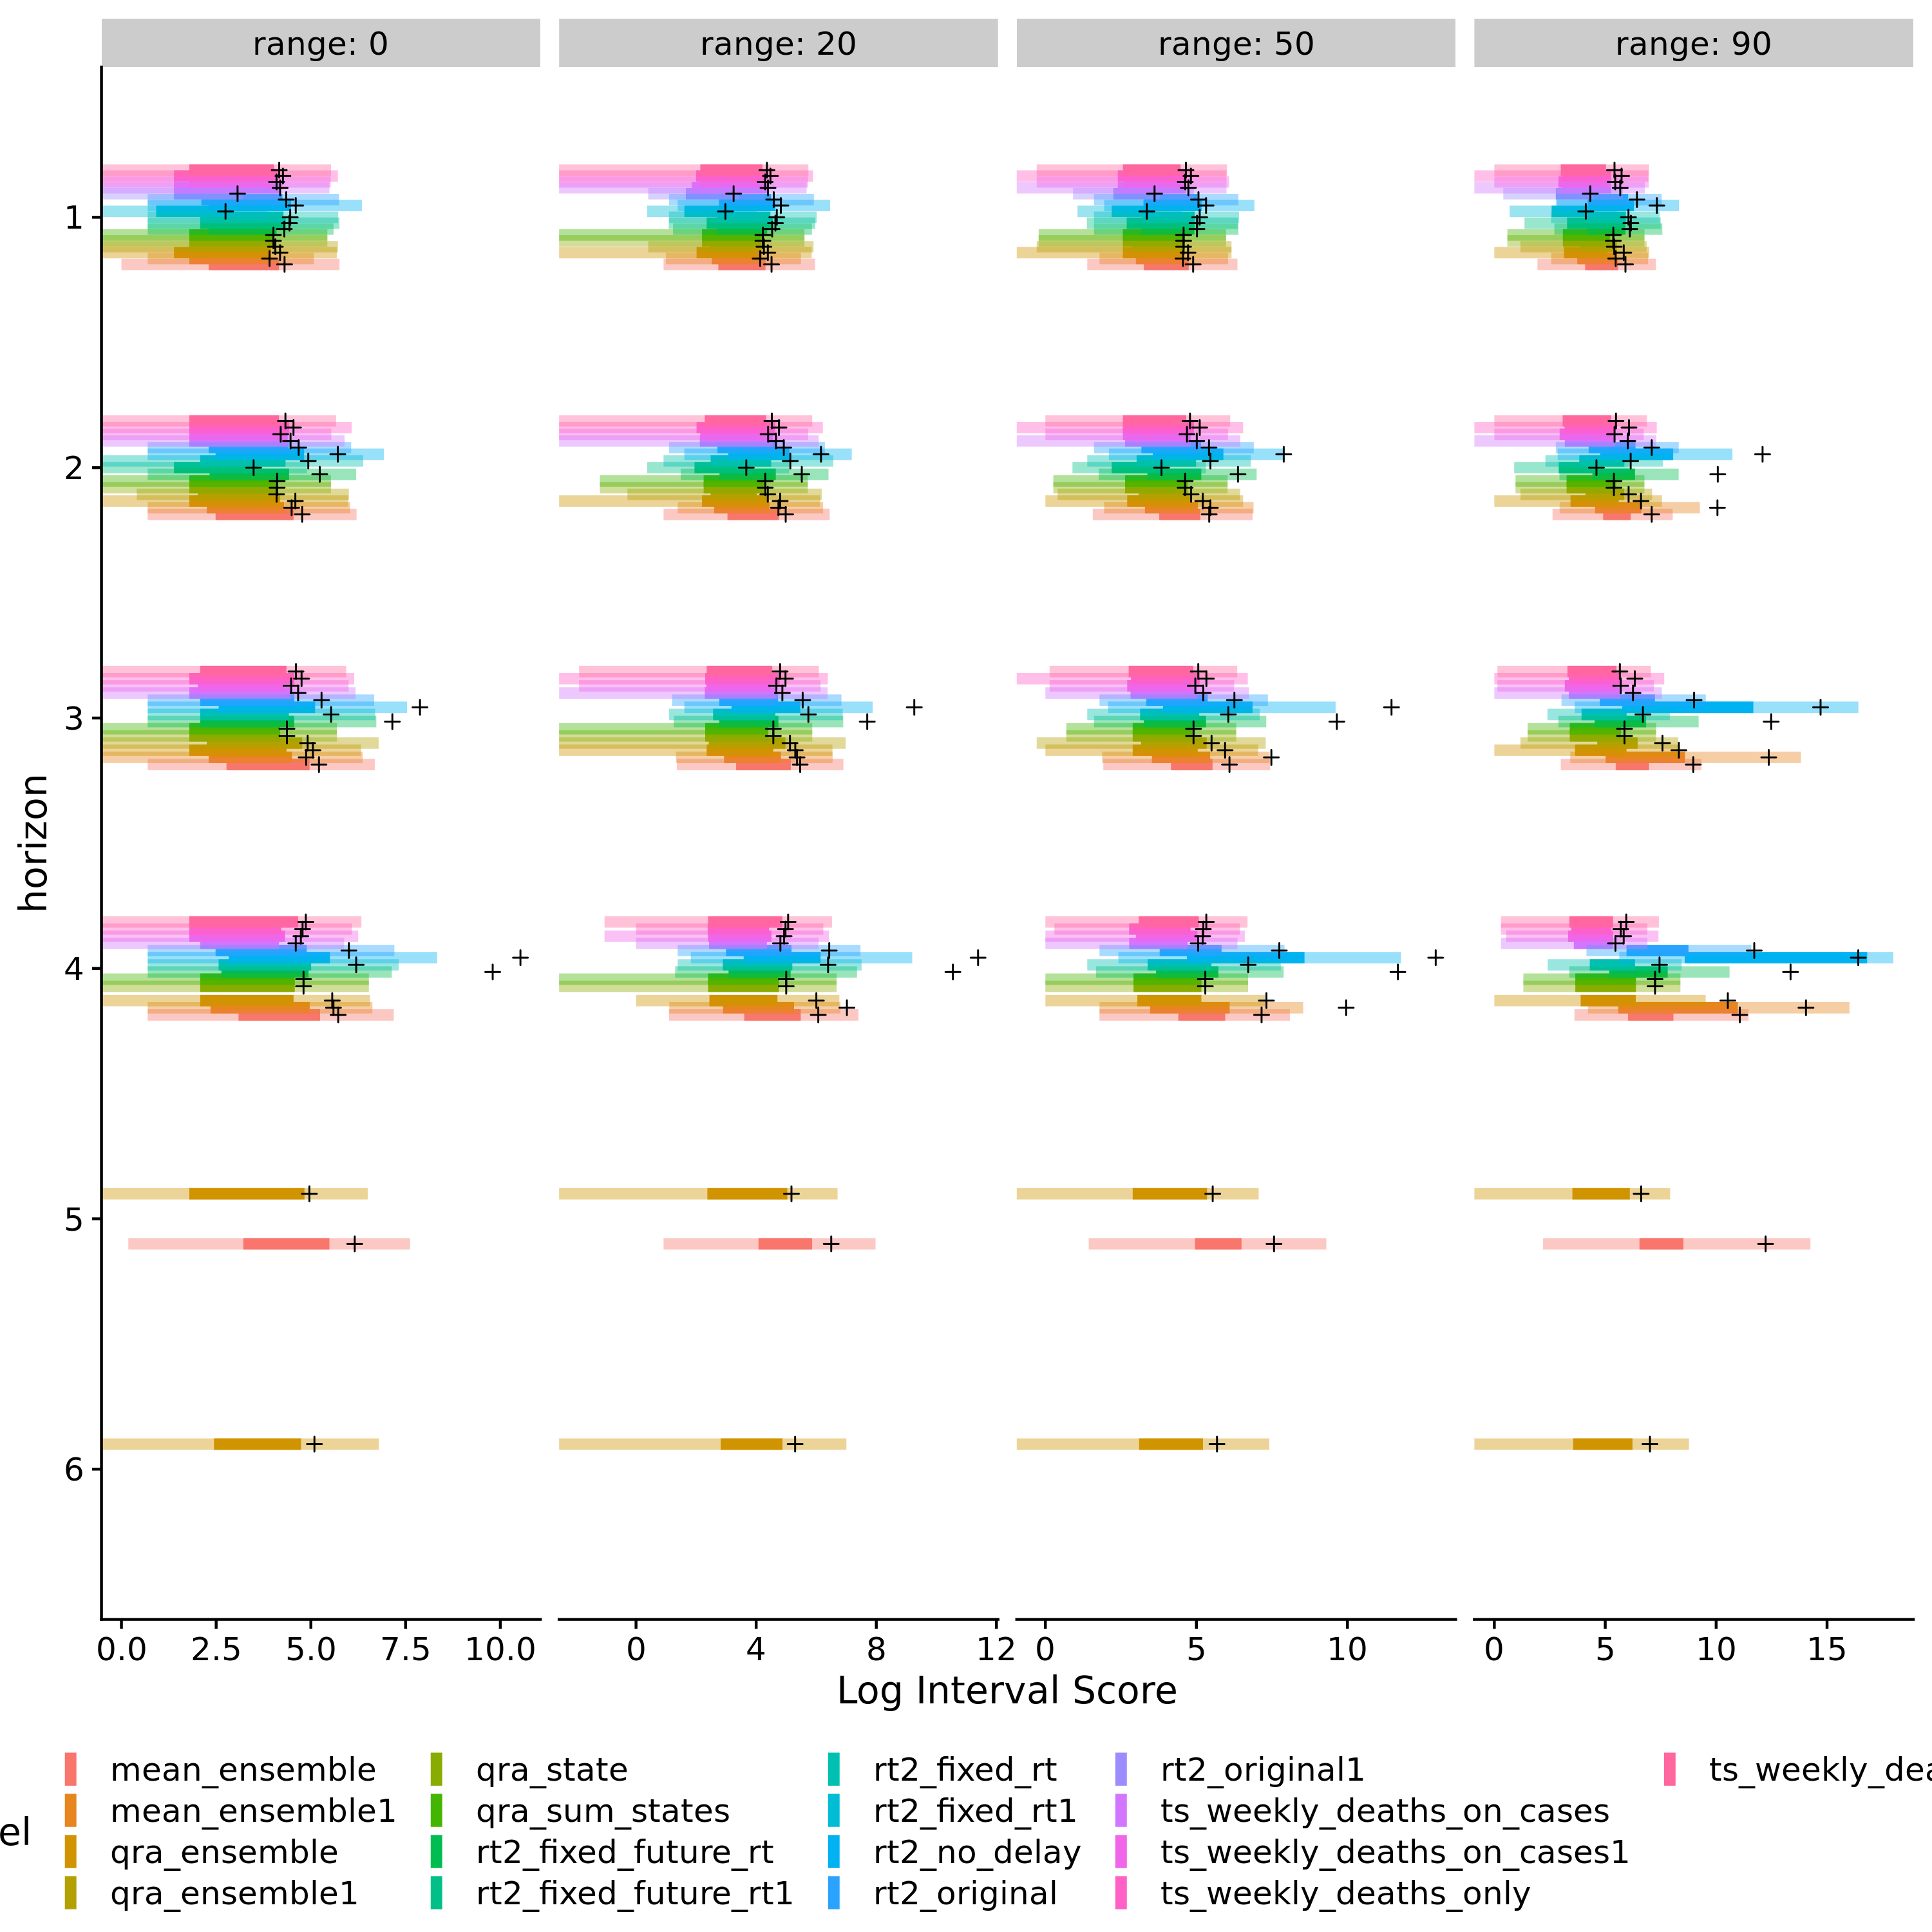 range: 0 range: 20 range: 50 range: 90
horizon
1
2
3
4
5
6
0.0 2.5 5.0 7.5 10.0 0 4 8 12 0 5 10 0 5 10 15
Log Interval Score
el
mean_ensemble qra_state rt2_fixed_rt rt2_original1 ts_weekly_dea
mean_ensemble1 qra_sum_states rt2_fixed_rt1 ts_weekly_deaths_on_cases
qra_ensemble rt2_fixed_future_rt rt2_no_delay ts_weekly_deaths_on_cases1
qra_ensemble1 rt2_fixed_future_rt1 rt2_original ts_weekly_deaths_only